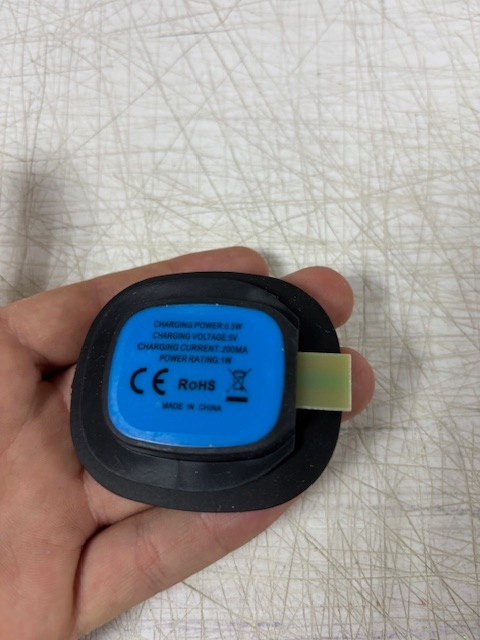 CHARGING POWER:0.5W
CHARGING VOLTAGE:5V
CHARGING CURRENT:200MA
POWER RATING:1W
CE RoHS
MADE IN CHINA